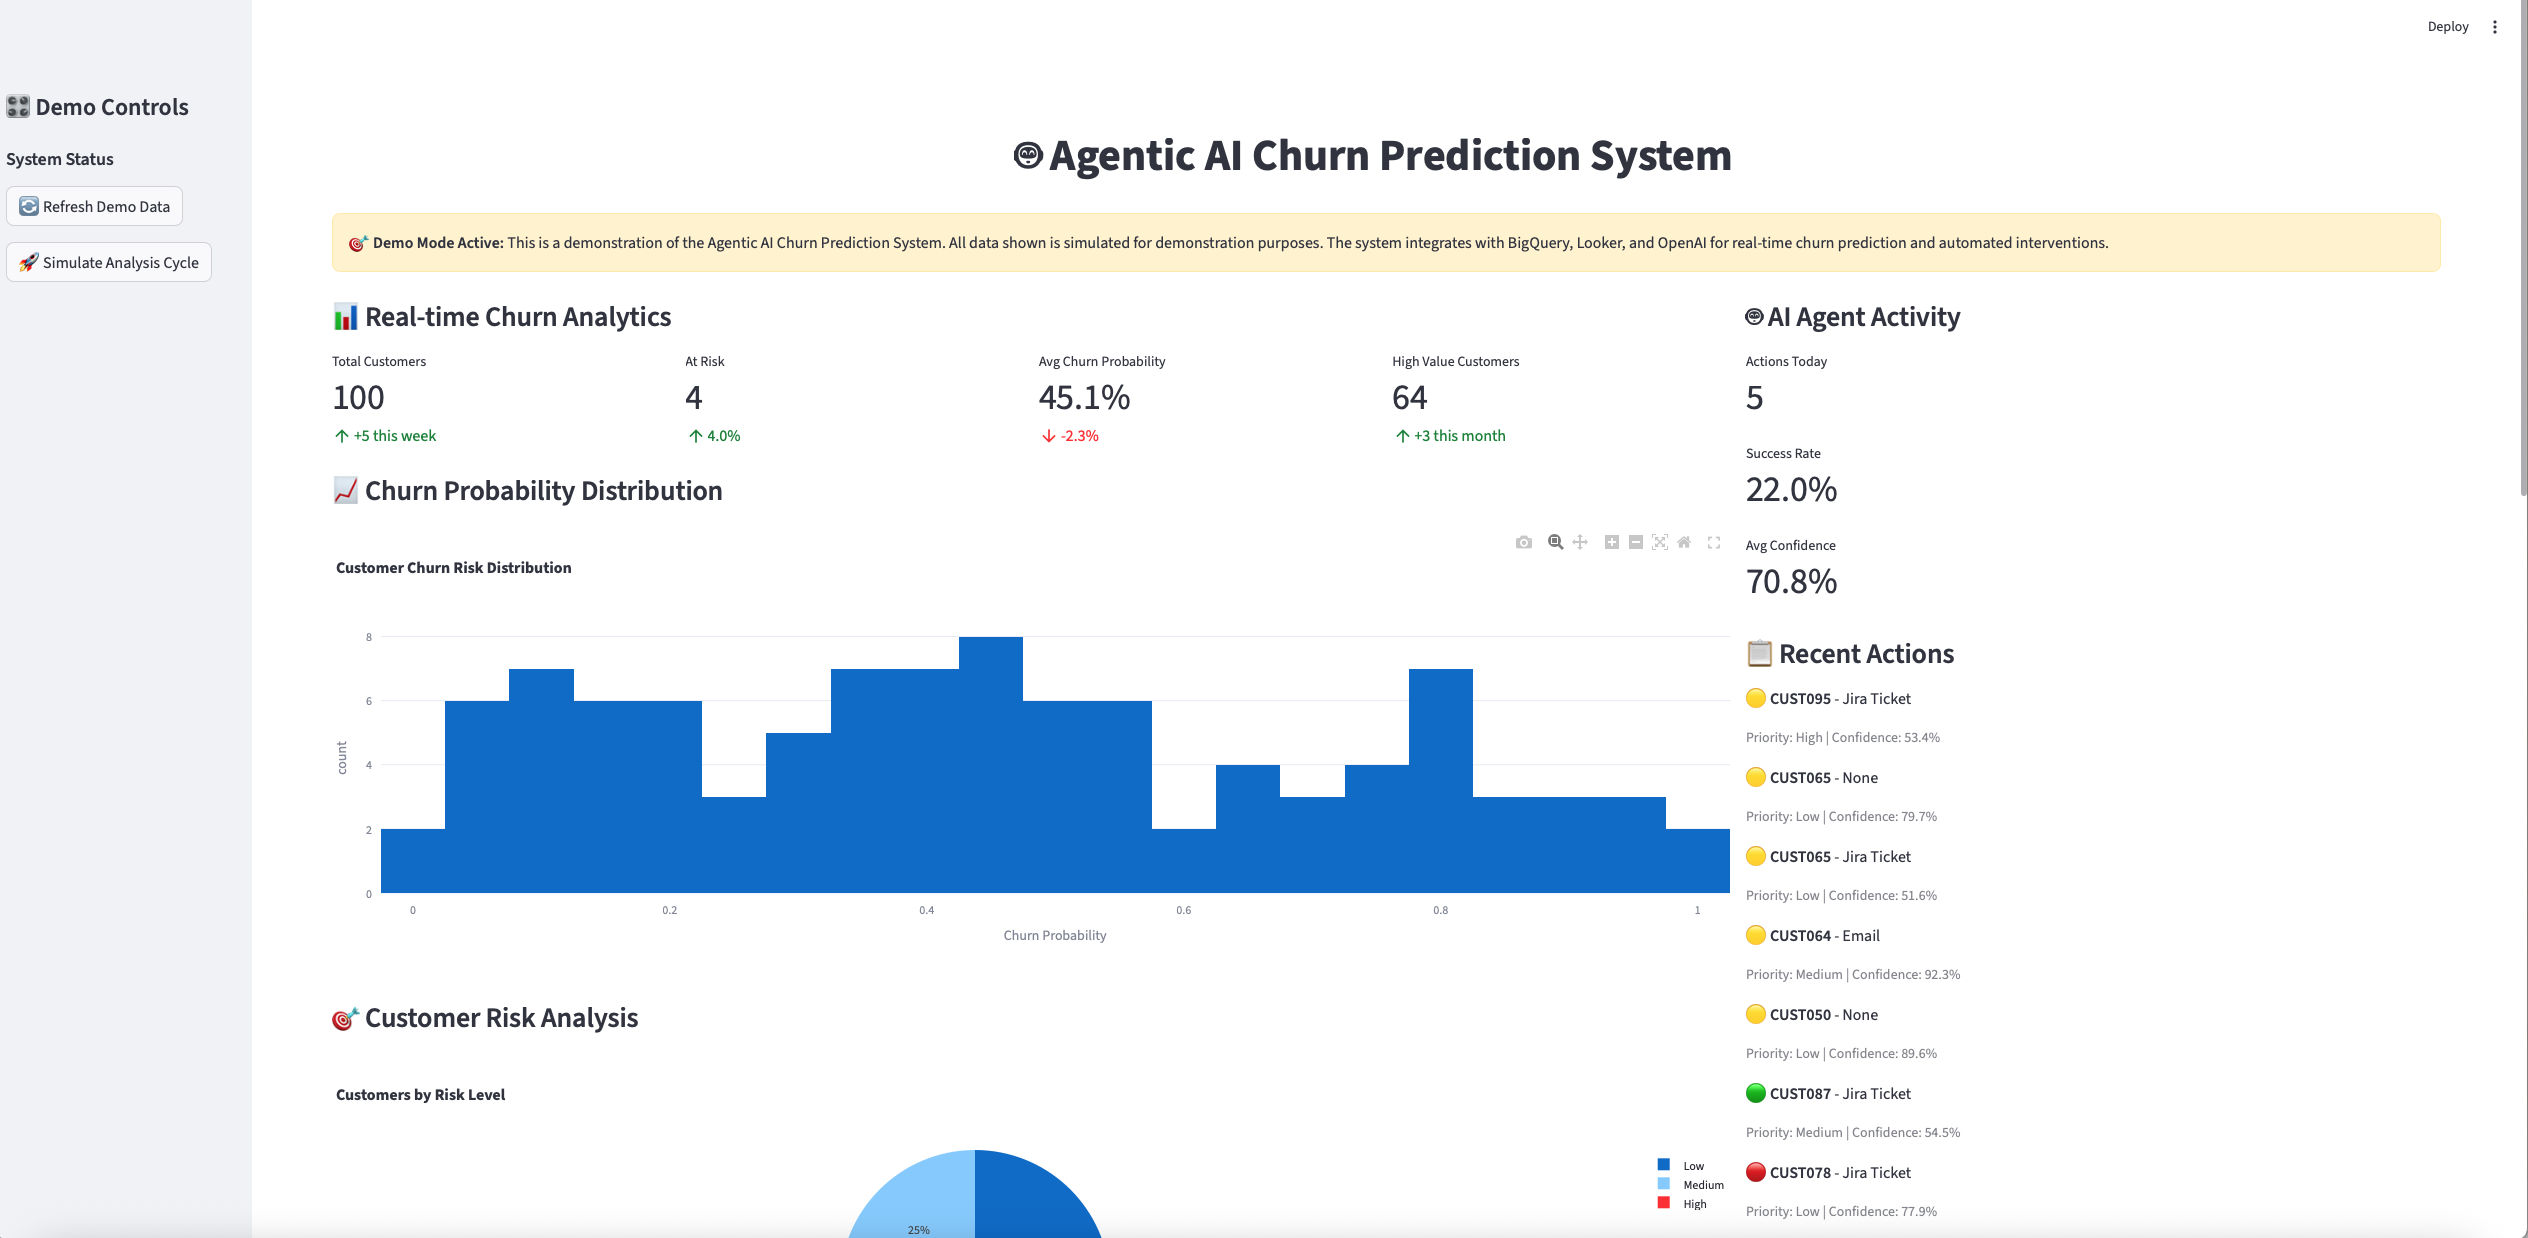 Deploy
Demo Controls
System Status
Refresh Demo Data
Simulate Analysis Cycle
Agentic AI Churn Prediction System
Demo Mode Active: This is a demonstration of the Agentic AI Churn Prediction System. All data shown is simulated for demonstration purposes. The system integrates with BigQuery, Looker, and OpenAI for real-time churn prediction and automated interventions.
Real-time Churn Analytics
Total Customers
100
+5 this week
At Risk
4
4.0%
Avg Churn Probability
45.1%
-2.3%
High Value Customers
64
+3 this month
Churn Probability Distribution
Customer Churn Risk Distribution
8
6
4
2
0
count
0 0.2 0.4 0.6 0.8 1
Churn Probability
Customer Risk Analysis
Customers by Risk Level
25%
Low
Medium
High
AI Agent Activity
Actions Today
5
Success Rate
22.0%
Avg Confidence
70.8%
Recent Actions
CUST095 - Jira Ticket
Priority: High | Confidence: 53.4%
CUST065 - None
Priority: Low | Confidence: 79.7%
CUST065 - Jira Ticket
Priority: Low | Confidence: 51.6%
CUST064 - Email
Priority: Medium | Confidence: 92.3%
CUST050 - None
Priority: Low | Confidence: 89.6%
CUST087 - Jira Ticket
Priority: Medium | Confidence: 54.5%
CUST078 - Jira Ticket
Priority: Low | Confidence: 77.9%